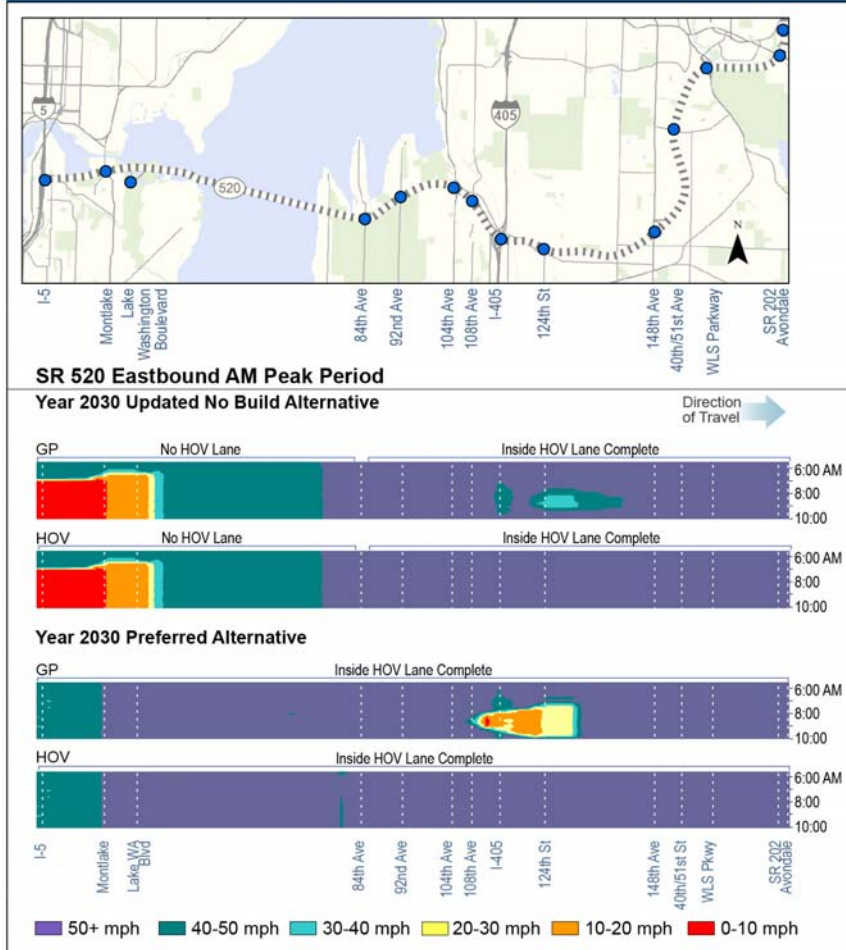 5
405
520
N
I-5
Montlake
Lake
Washington
Boulevard
84th Ave
92nd Ave
104th Ave
108th Ave
I-405
124th St
148th Ave
40th/51st Ave
WLS Parkway
SR 202
Avondale
SR 520 Eastbound AM Peak Period
Year 2030 Updated No Build Alternative
Direction
of Travel
GP
No HOV Lane
Inside HOV Lane Complete
6:00 AM
8:00
10:00
HOV
No HOV Lane
Inside HOV Lane Complete
6:00 AM
8:00
10:00
Year 2030 Preferred Alternative
GP
Inside HOV Lane Complete
6:00 AM
8:00
10:00
HOV
Inside HOV Lane Complete
6:00 AM
8:00
10:00
I-5
Montlake
Lake WA
Blvd
84th Ave
92nd Ave
104th Ave
108th Ave
I-405
124th St
148th Ave
40th/51st St
WLS Pkwy
SR 202
Avondale
50+ mph
40-50 mph
30-40 mph
20-30 mph
10-20 mph
0-10 mph